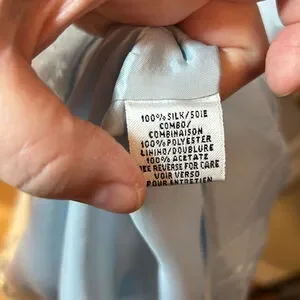 100% SILK/SOIE
COMBO/
COMBINAISON
100% POLYESTER
LINING/DOUBLURE
100% ACETATE
SEE REVERSE FOR CARE
VOIR VERSO
POUR ENTRETIEN